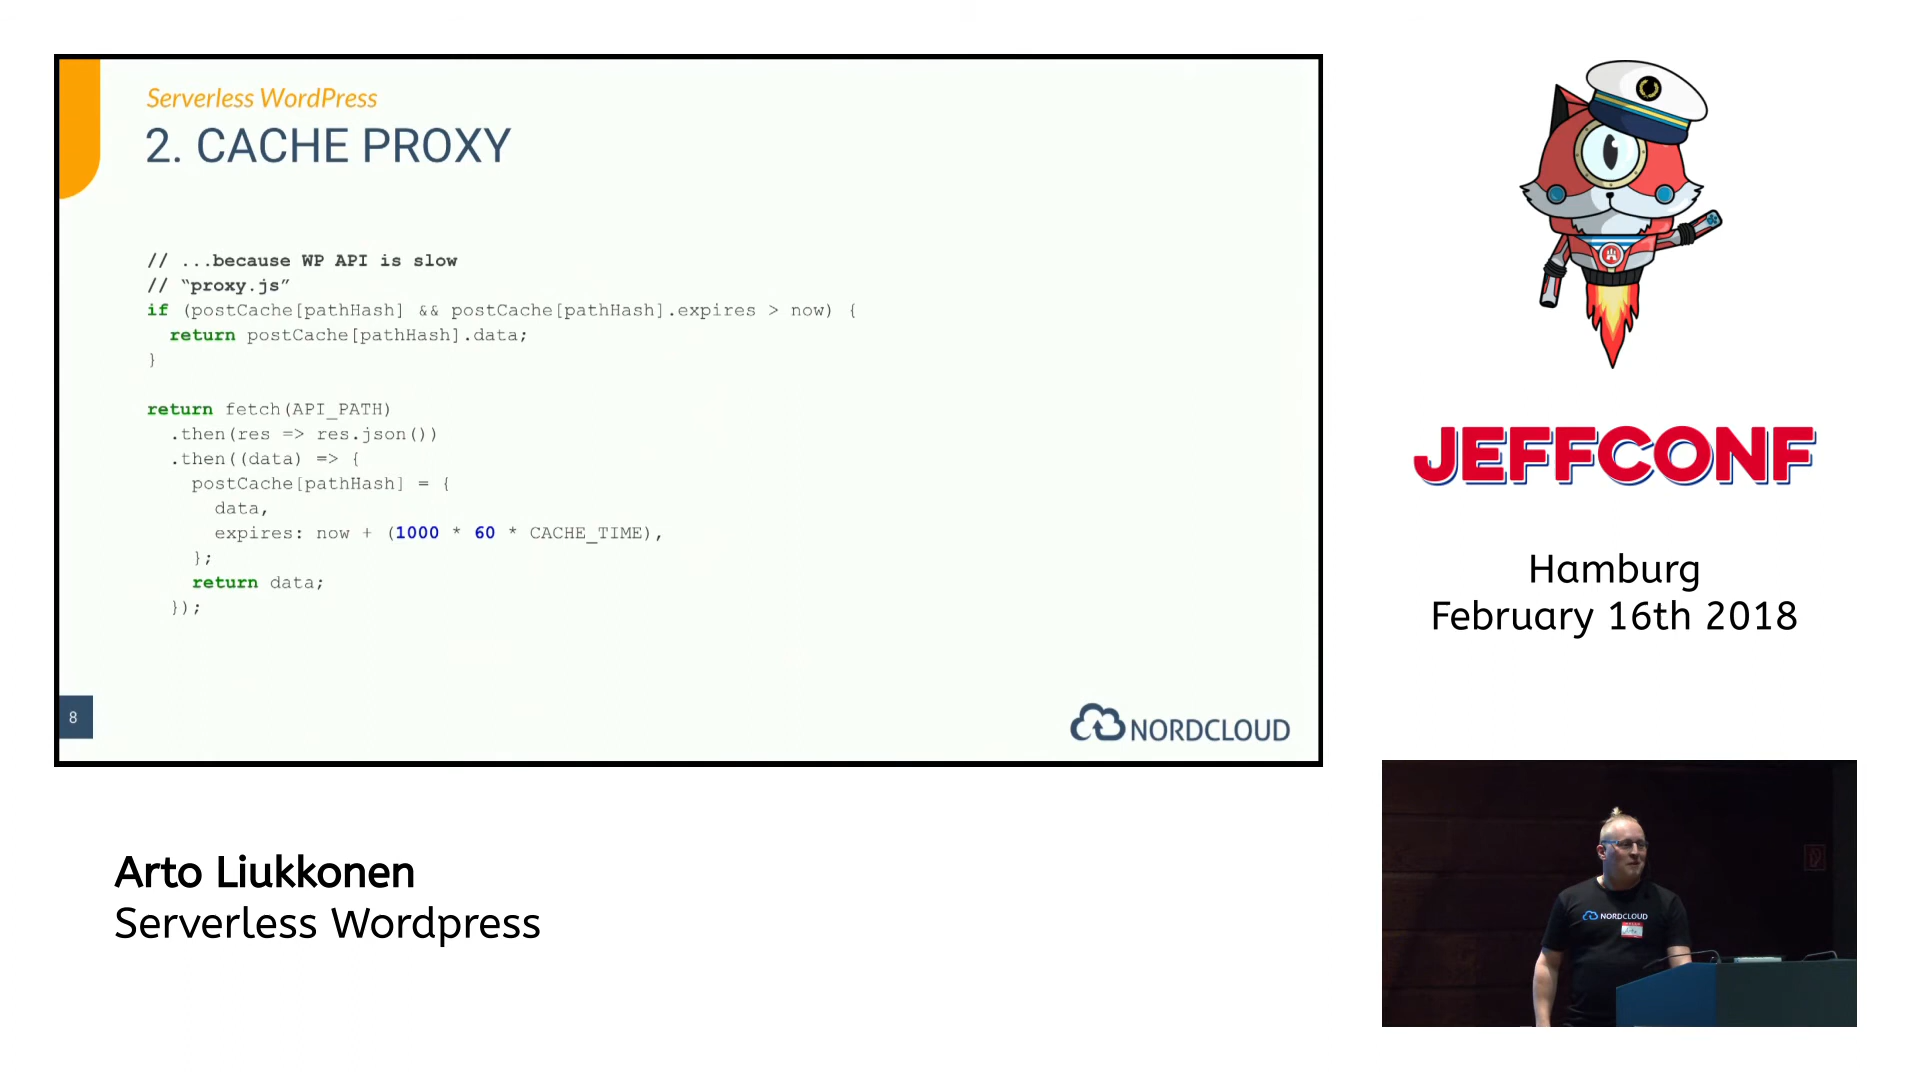 Serverless WordPress
2. CACHE PROXY
// ...because WP API is slow
// “proxy.js”
if (postCache[pathHash] && postCache[pathHash].expires > now) {
  return postCache[pathHash].data;
}
return fetch(API_PATH)
  .then(res => res.json())
  .then((data) => {
    postCache[pathHash] = {
      data,
      expires: now + (1000 * 60 * CACHE_TIME),
    };
    return data;
  });
8
NORDCLOUD
JEFFCONF
Hamburg
February 16th 2018
Arto Liukkonen
Serverless Wordpress
NORDCLOUD